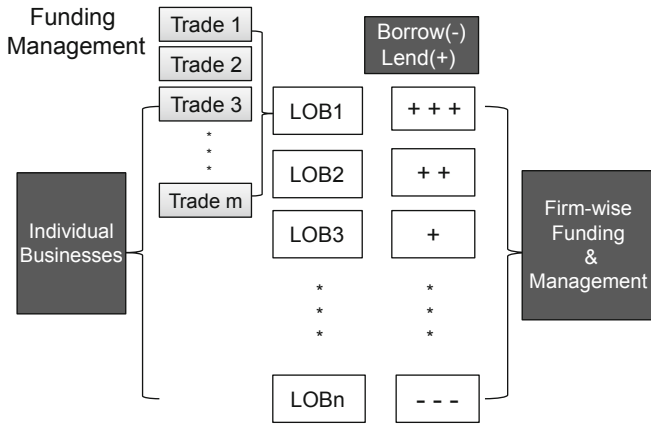 Funding
Management
Trade 1
Trade 2
Trade 3
*
*
*
Trade m
Borrow(-)
Lend(+)
LOB1
+ + +
LOB2
+ +
LOB3
+
* *
* *
* *
LOBn
- - -
Individual
Businesses
Firm-wise
Funding
&
Management